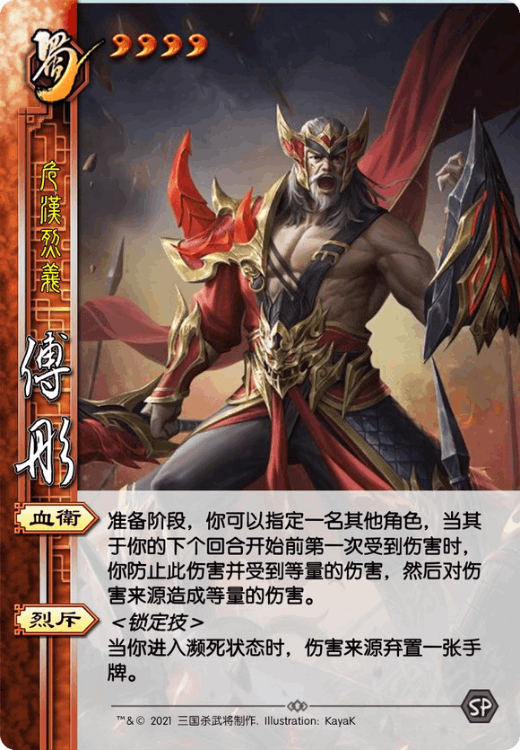 蜀
危漢烈義
傅肜
血衛
准备阶段，你可以指定一名其他角色，当其
于你的下个回合开始前第一次受到伤害时，
你防止此伤害并受到等量的伤害，然后对伤
害来源造成等量的伤害。
烈斥
<锁定技>
当你进入濒死状态时，伤害来源弃置一张手
牌。
™&© 2021 三国杀武将制作. Illustration: KayaK
SP